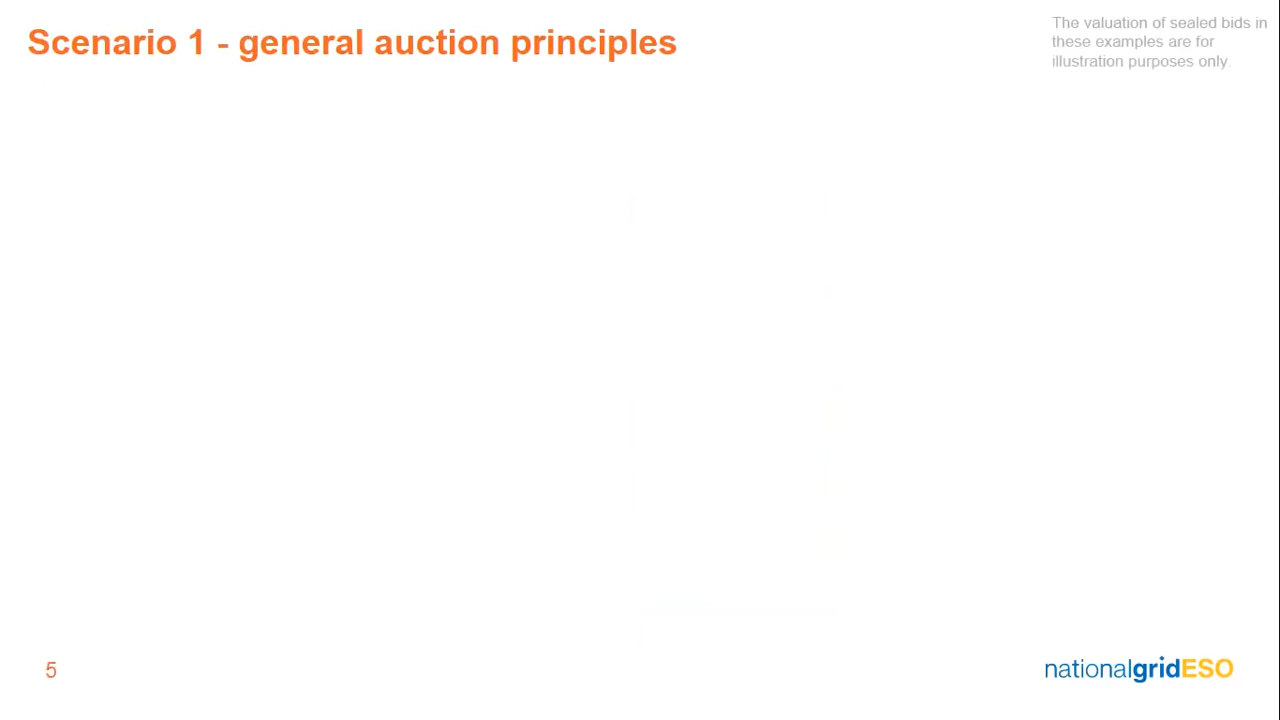 Scenario 1 - general auction principles
The valuation of sealed bids in
these examples are for
illustration purposes only.
5
nationalgridESO